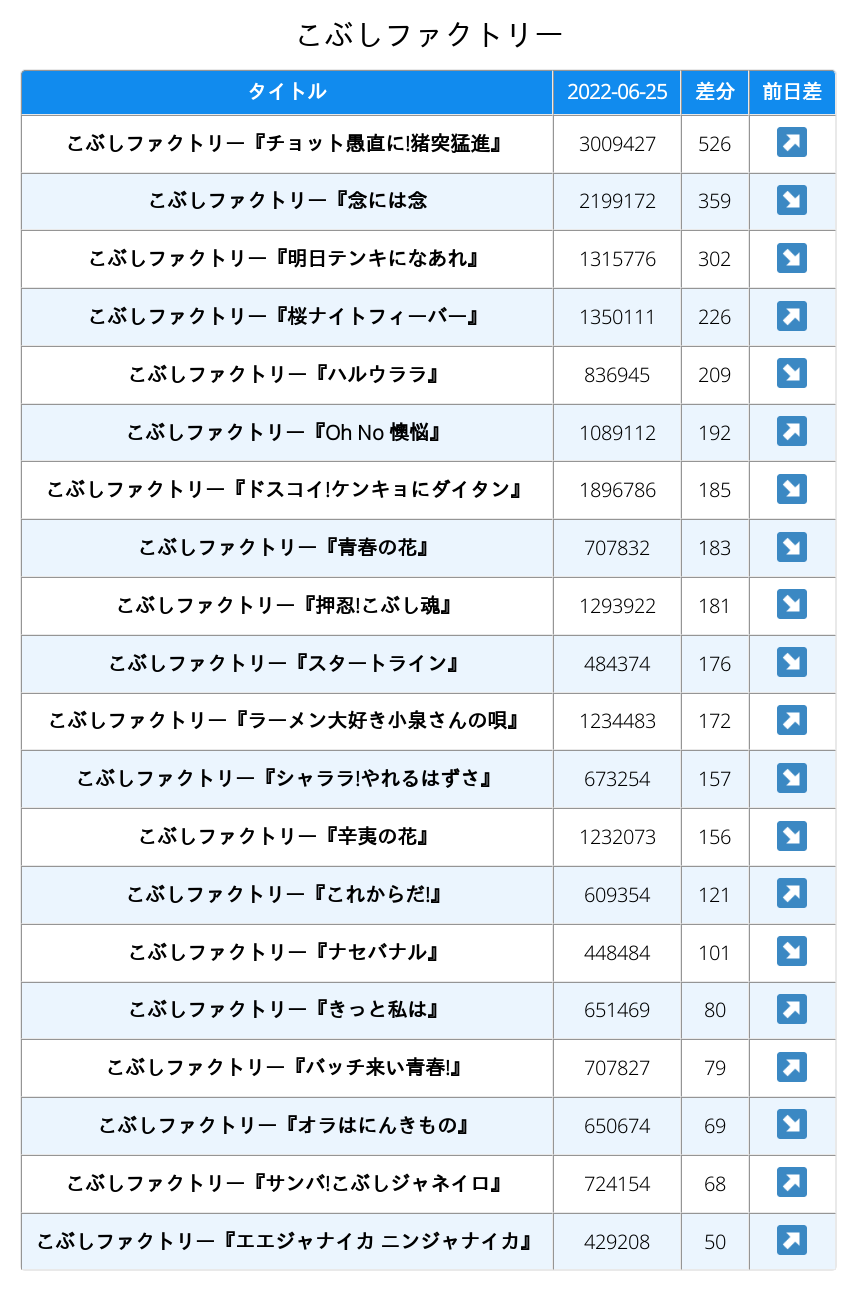 こぶしファクトリー
タイトル 2022-06-25 差分 前日差
こぶしファクトリー『チョット愚直に!猪突猛進』 3009427 526
こぶしファクトリー『念には念 2199172 359
こぶしファクトリー『明日テンキになあれ』 1315776 302
こぶしファクトリー『桜ナイトフィーバー』 1350111 226
こぶしファクトリー『ハルウララ』 836945 209
こぶしファクトリー『Oh No 懊悩』 1089112 192
こぶしファクトリー『ドスコイ!ケンキョにダイタン』 1896786 185
こぶしファクトリー『青春の花』 707832 183
こぶしファクトリー『押忍!こぶし魂』 1293922 181
こぶしファクトリー『スタートライン』 484374 176
こぶしファクトリー『ラーメン大好き小泉さんの唄』 1234483 172
こぶしファクトリー『シャララ!やれるはずさ』 673254 157
こぶしファクトリー『辛夷の花』 1232073 156
こぶしファクトリー『これからだ!』 609354 121
こぶしファクトリー『ナセバナル』 448484 101
こぶしファクトリー『きっと私は』 651469 80
こぶしファクトリー『バッチ来い青春!』 707827 79
こぶしファクトリー『オラはにんきもの』 650674 69
こぶしファクトリー『サンバ!こぶしジャネイロ』 724154 68
こぶしファクトリー『エエジャナイカ ニンジャナイカ』 429208 50